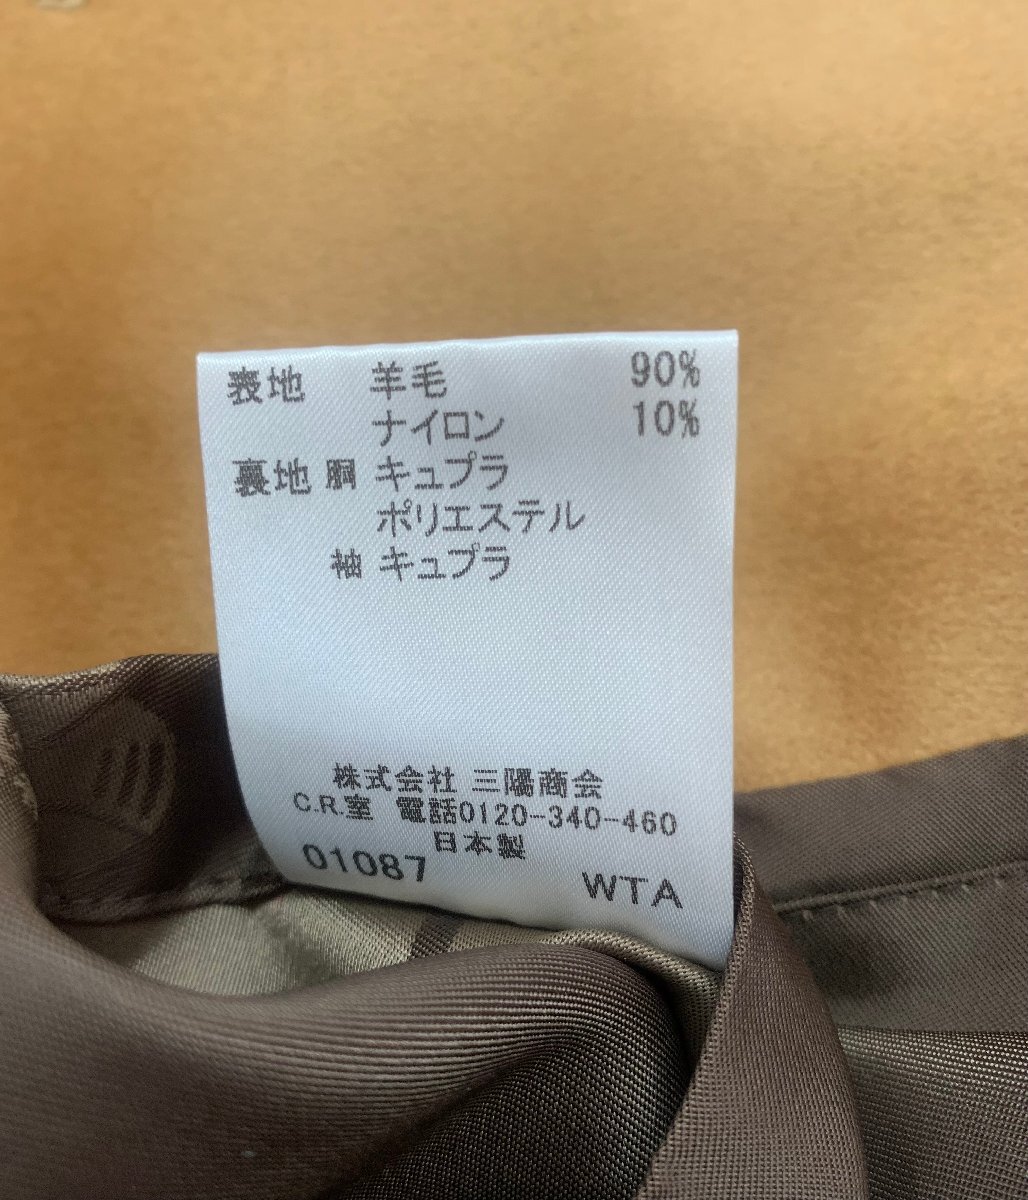 表地 羊毛 90%
ナイロン 10%
裏地 胴 キュプラ
ポリエステル
袖 キュプラ
株式会社 三陽商会
C.R.室 電話0120-340-460
日本製
01087 WTA